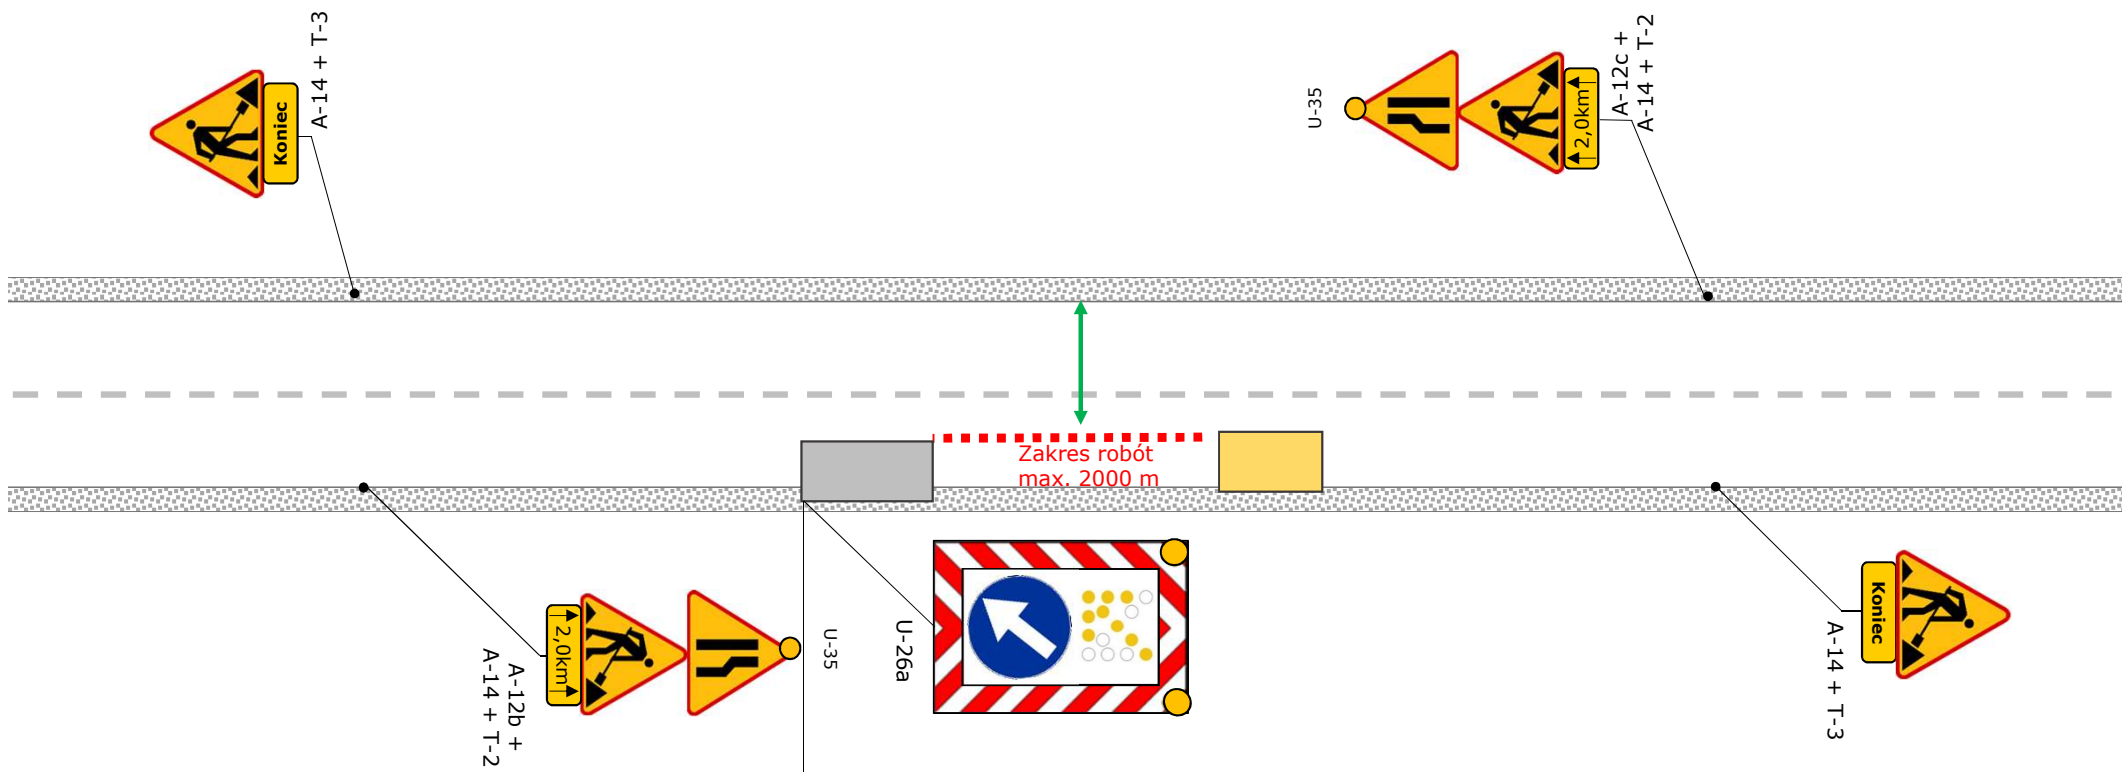 Koniec
A-14 + T-3
U-35
2,0km
A-12c +
A-14 + T-2
Zakres robót
max. 2000 m
2,0km
A-12b +
A-14 + T-2
U-35
U-26a
Koniec
A-14 + T-3